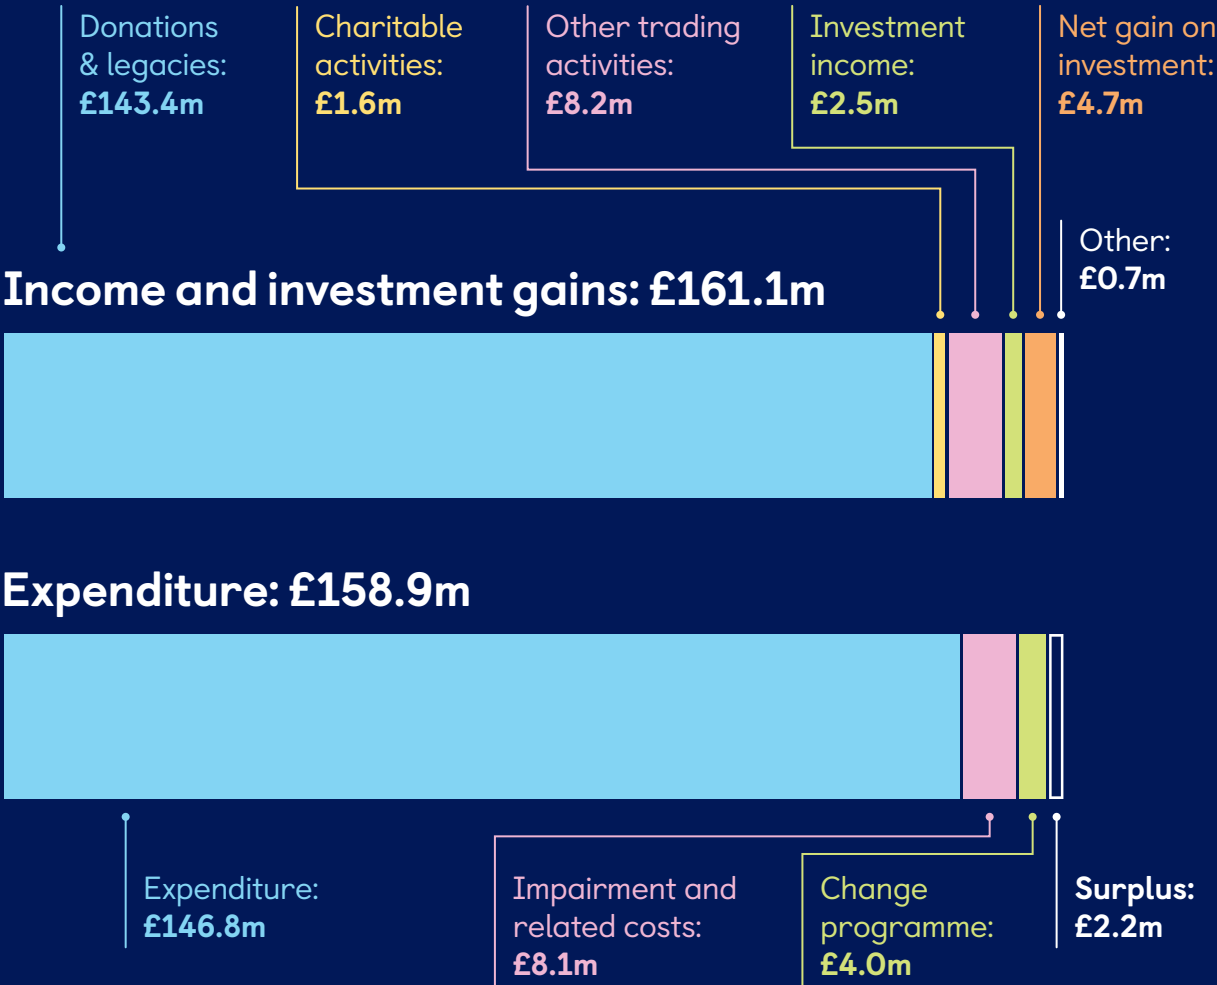 Donations
& legacies:
£143.4m
Charitable
activities:
£1.6m
Other trading
activities:
£8.2m
Investment
income:
£2.5m
Net gain on
investment:
£4.7m
Other:
£0.7m
Income and investment gains: £161.1m
Expenditure: £158.9m
Expenditure:
£146.8m
Impairment and
related costs:
£8.1m
Change
programme:
£4.0m
Surplus:
£2.2m